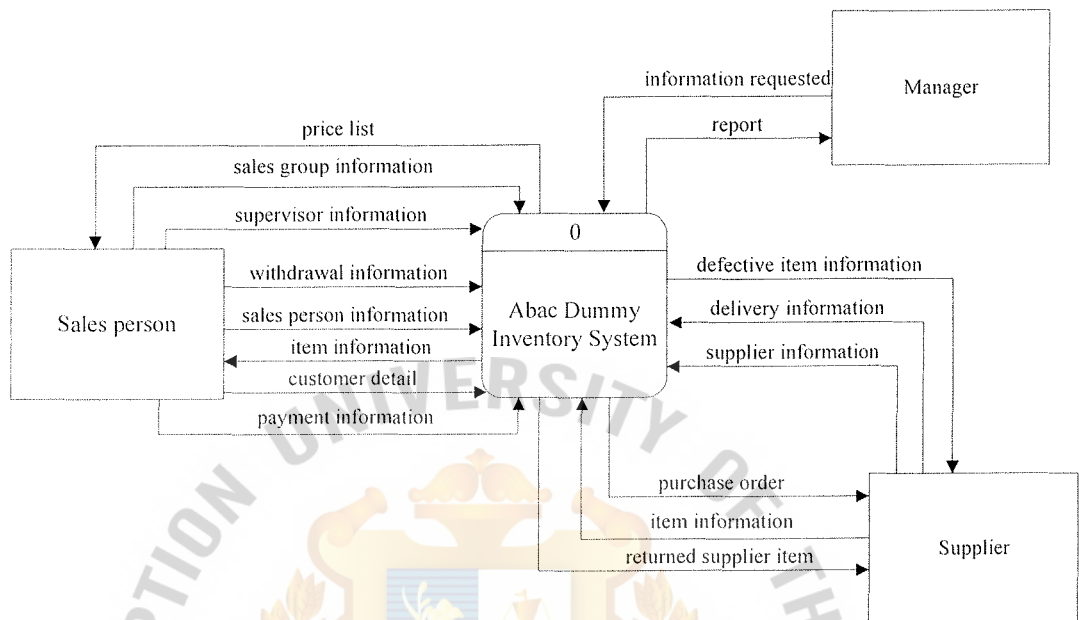 information requested
Manager
report
price list
sales group information
supervisor information
0
withdrawal information
defective item information
Abac Dummy
Inventory System
delivery information
Sales person
sales person information
item information
supplier information
customer detail
payment information
purchase order
item information
returned supplier item
Supplier
UNIVERSITY OF